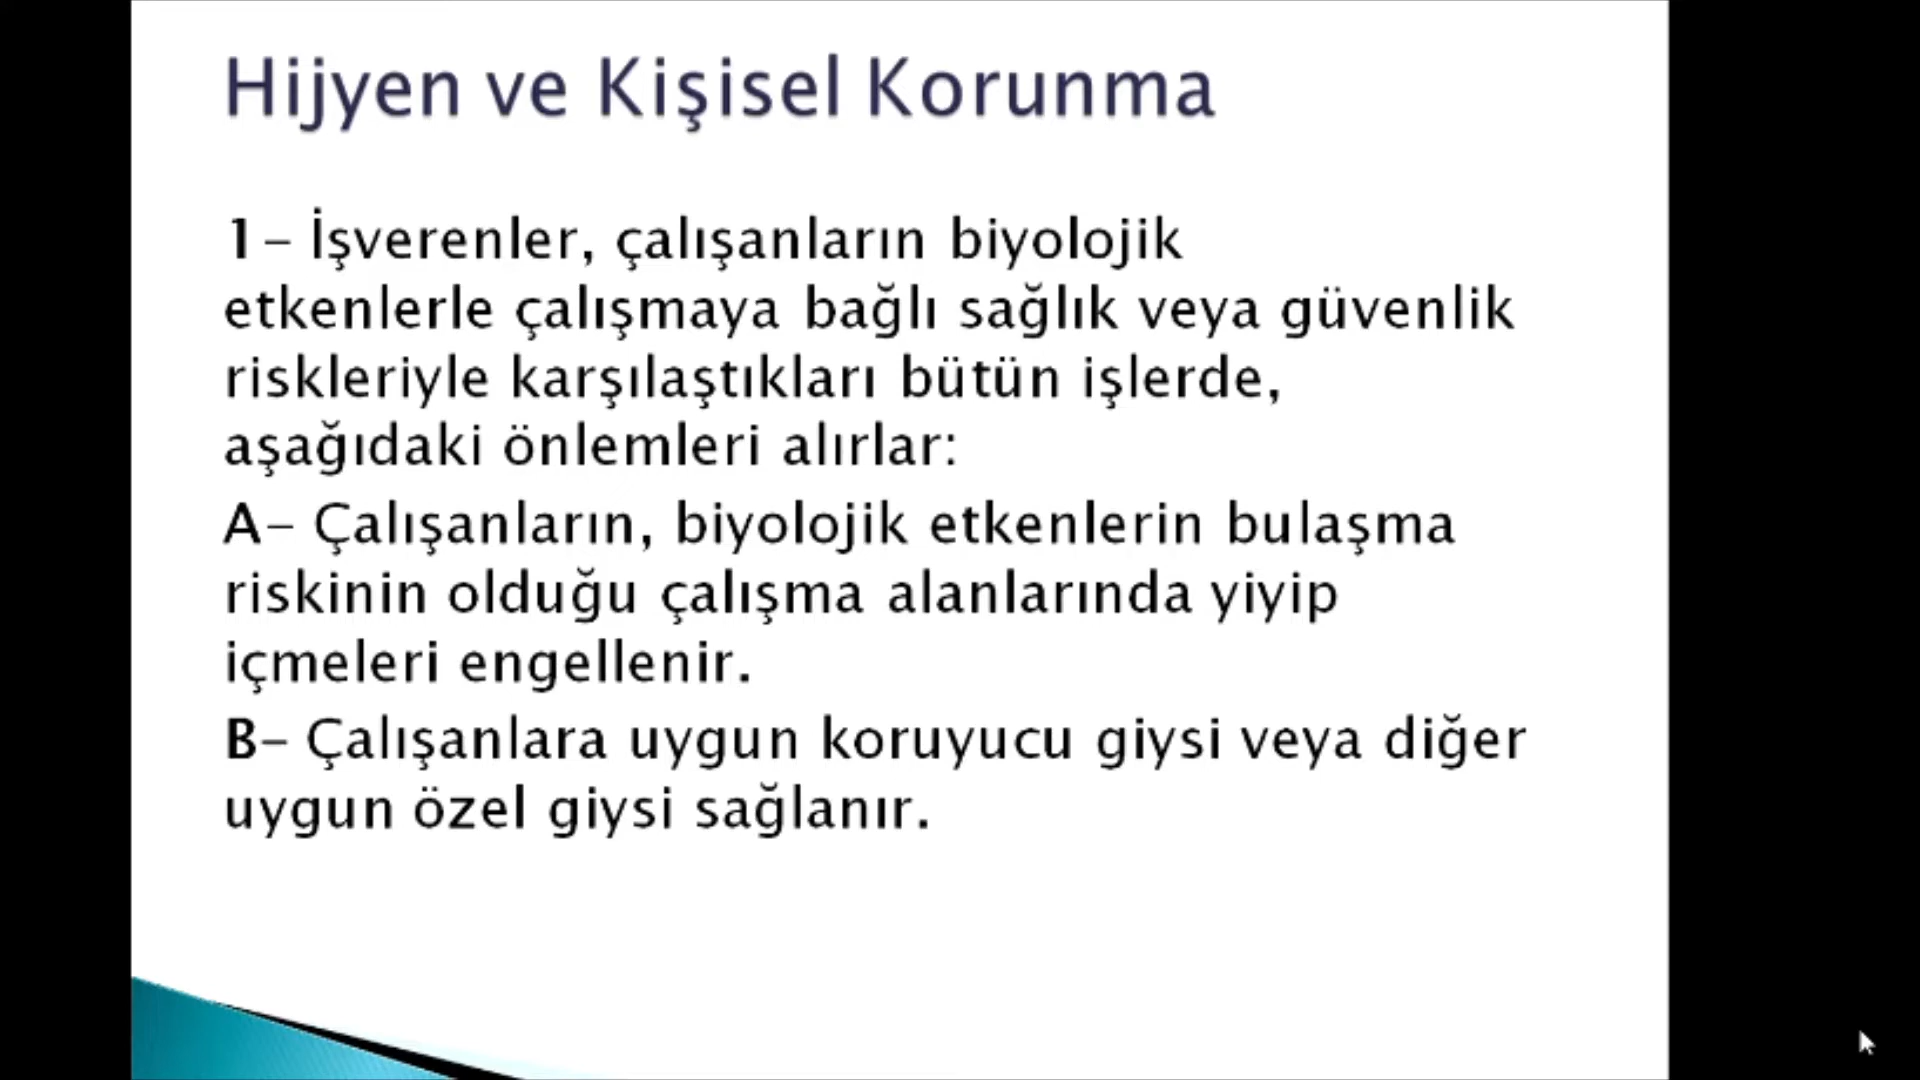 Hijyen ve Kişisel Korunma
1- İşverenler, çalışanların biyolojik
etkenlerle çalışmaya bağlı sağlık veya güvenlik
riskleriyle karşılaştıkları bütün işlerde,
aşağıdaki önlemleri alırlar:
A- Çalışanların, biyolojik etkenlerin bulaşma
riskinin olduğu çalışma alanlarında yiyip
içmeleri engellenir.
B- Çalışanlara uygun koruyucu giysi veya diğer
uygun özel giysi sağlanır.